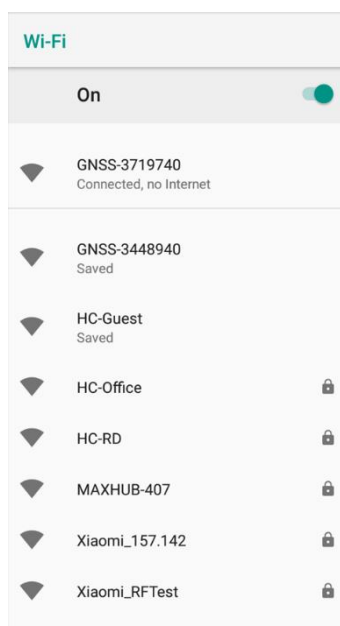 Wi-Fi
On
GNSS-3719740
Connected, no Internet
GNSS-3448940
Saved
HC-Guest
Saved
HC-Office
HC-RD
MAXHUB-407
Xiaomi_157.142
Xiaomi_RFTest